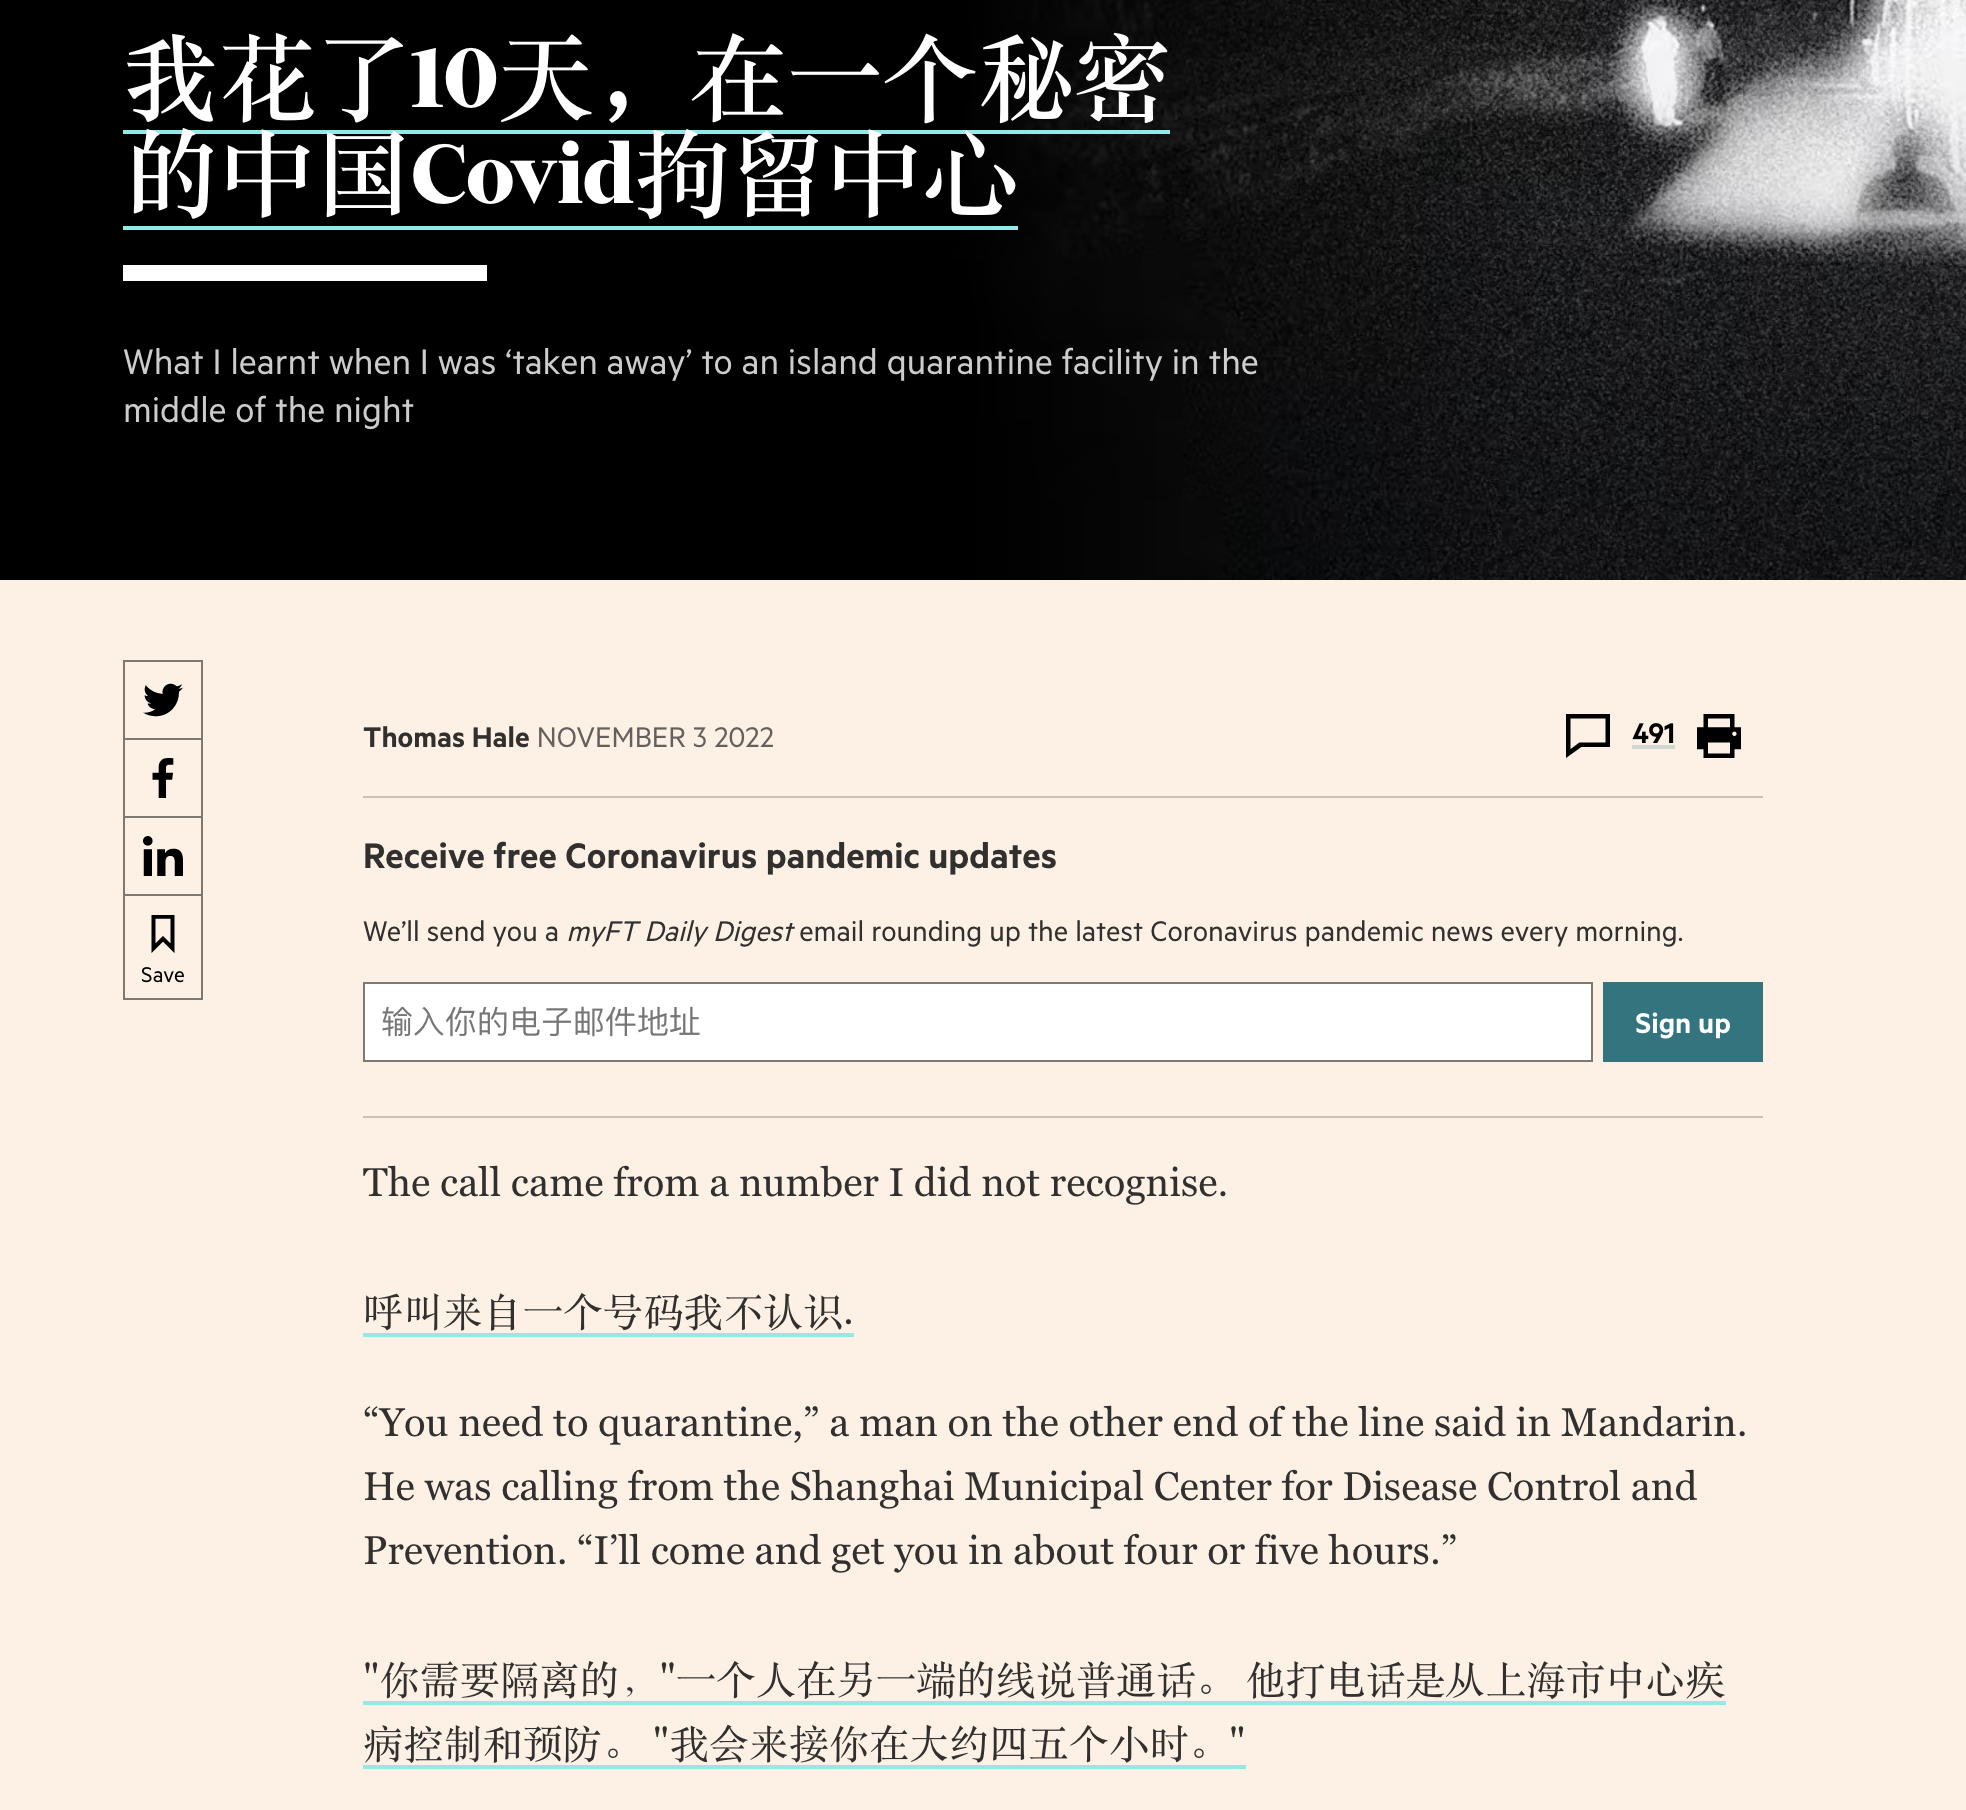 我花了10天，在一个秘密
的中国Covid拘留中心
What I learnt when I was ‘taken away’ to an island quarantine facility in the
middle of the night
Thomas Hale NOVEMBER 3 2022
491
Receive free Coronavirus pandemic updates
We’ll send you a myFT Daily Digest email rounding up the latest Coronavirus pandemic news every morning.
输入你的电子邮件地址
Sign up
Save
The call came from a number I did not recognise.
呼叫来自一个号码我不认识.
“You need to quarantine,” a man on the other end of the line said in Mandarin.
He was calling from the Shanghai Municipal Center for Disease Control and
Prevention. “I’ll come and get you in about four or five hours.”
"你需要隔离的，"一个人在另一端的线说普通话。 他打电话是从上海市中心疾
病控制和预防。 "我会来接你在大约四五个小时。"